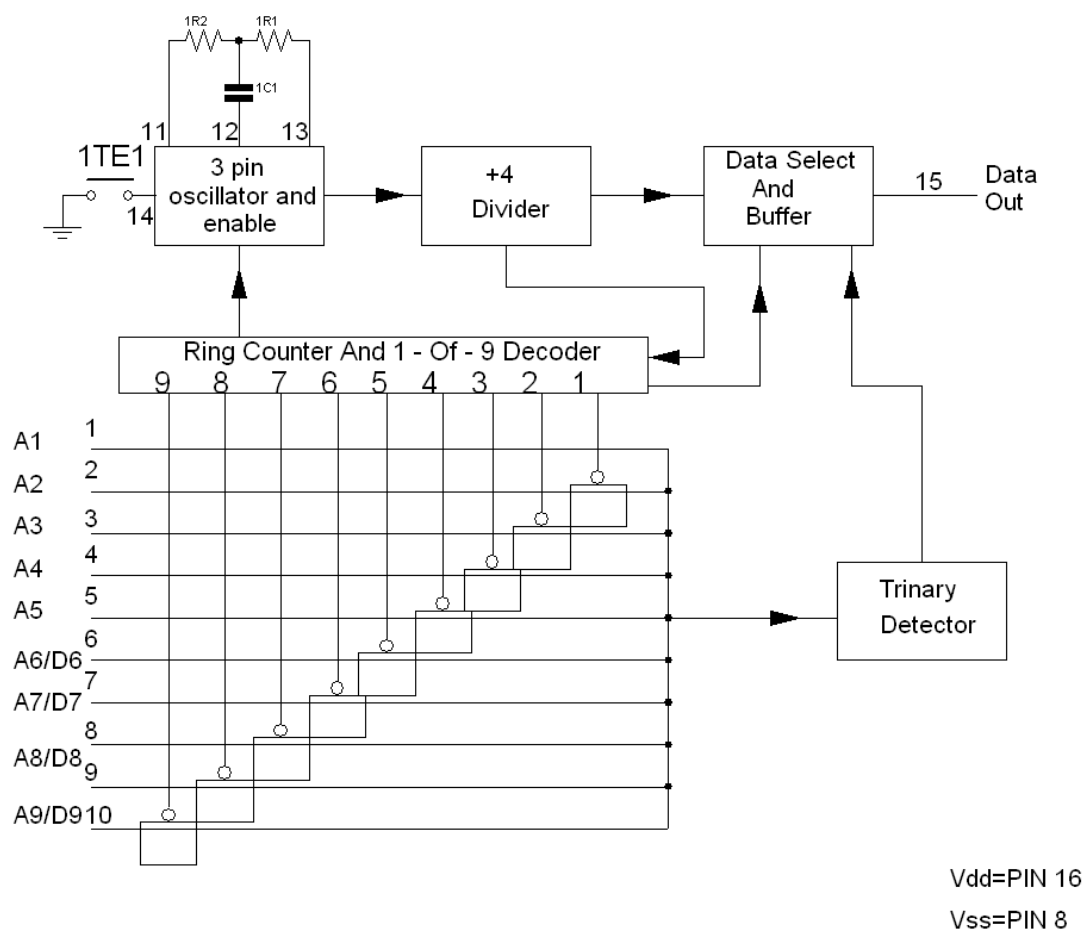 1R2 1R1
1C1
11 12 13
1TE1
14
3 pin
oscillator and
enable
+4
Divider
Data Select
And
Buffer
15
Data
Out
Ring Counter And 1 - Of - 9 Decoder
9 8 7 6 5 4 3 2 1
A1 1
A2 2
A3 3
A4 4
A5 5
A6/D6 6
A7/D7 7
A8/D8 8
9
A9/D9 10
Trinary
Detector
Vdd=PIN 16
Vss=PIN 8